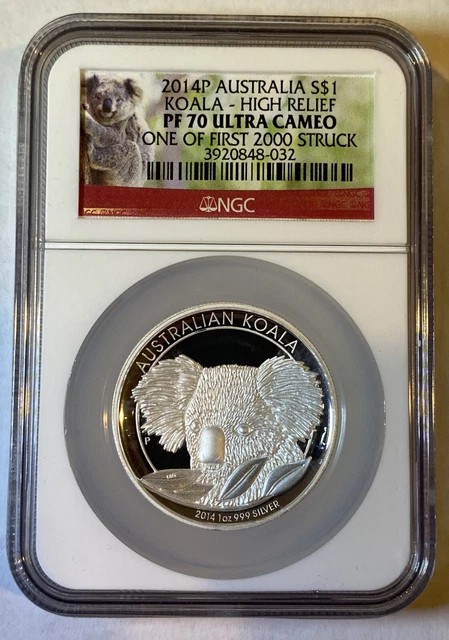 2014P AUSTRALIA S$1
KOALA - HIGH RELIEF
PF 70 ULTRA CAMEO
ONE OF FIRST 2000 STRUCK
3920848-032
NGC
AUSTRALIAN KOALA
P
2014 1oz 999 SILVER